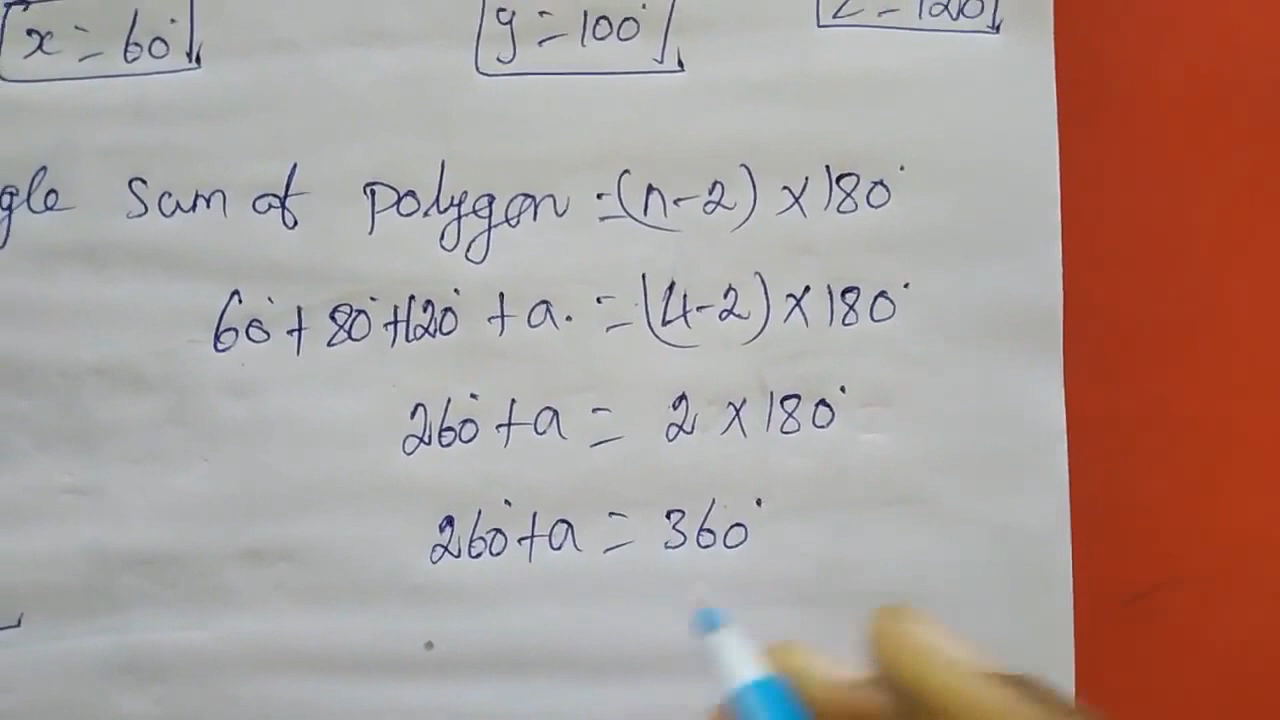 x = 60° y = 100° z = 120°
gle Sum of polygon = (n-2) × 180°
60° + 80° + 120° + a. = (4-2) × 180°
260° + a = 2 × 180°
260° + a = 360°